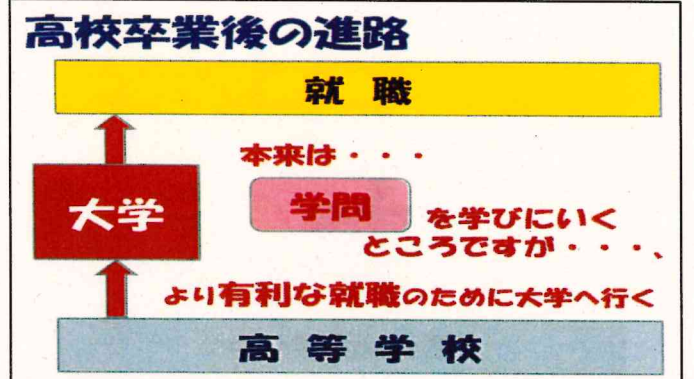 高校卒業後の進路
就 職
本来は・・・
大学
学問 を学びにいく
ところですが・・・、
より有利な就職のために大学へ行く
高 等 学 校